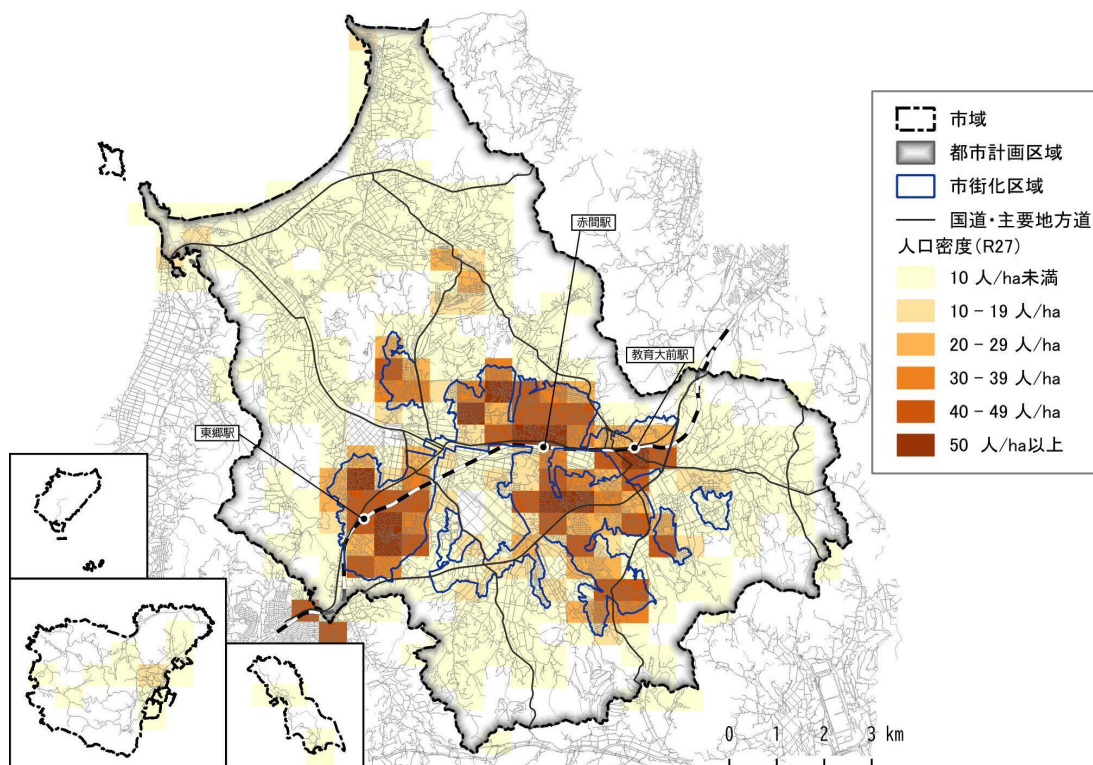 市域
都市計画区域
市街化区域
国道・主要地方道
人口密度(R27)
10 人/ha未満
10 - 19 人/ha
20 - 29 人/ha
30 - 39 人/ha
40 - 49 人/ha
50 人/ha以上
赤間駅
教育大前駅
東郷駅
0 1 2 3 km